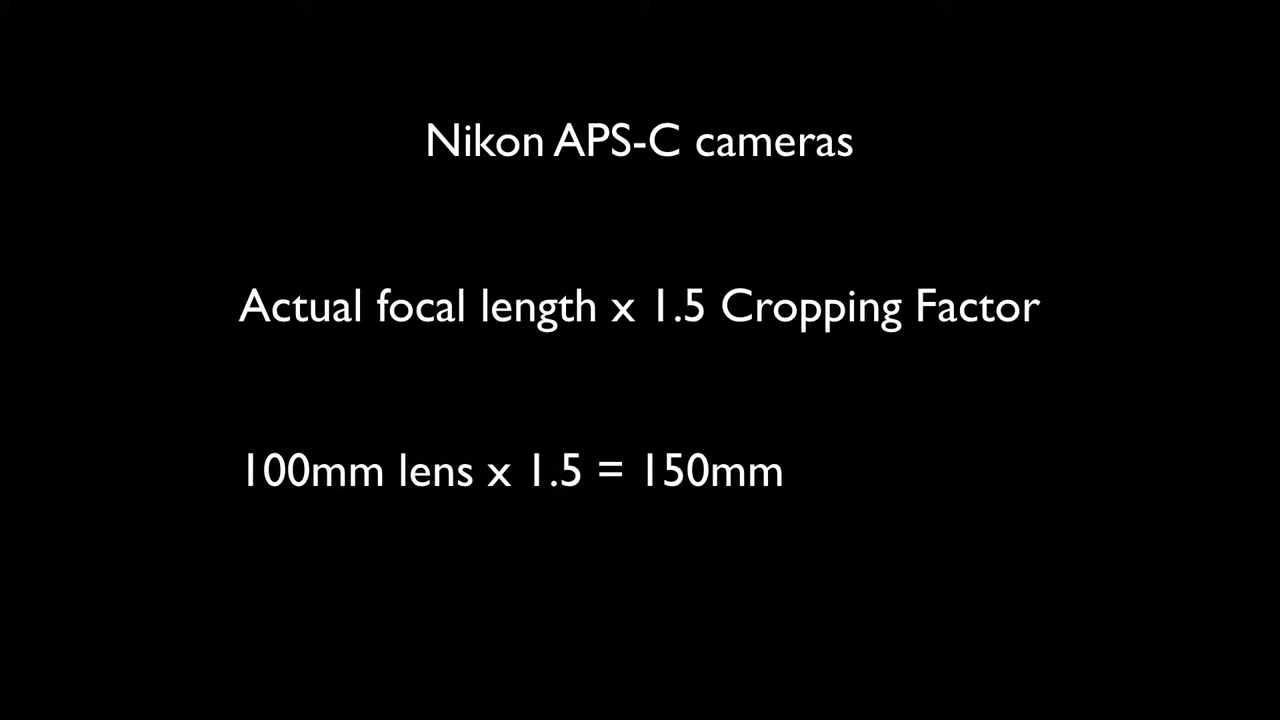 Nikon APS-C cameras
Actual focal length x 1.5 Cropping Factor
100mm lens x 1.5 = 150mm